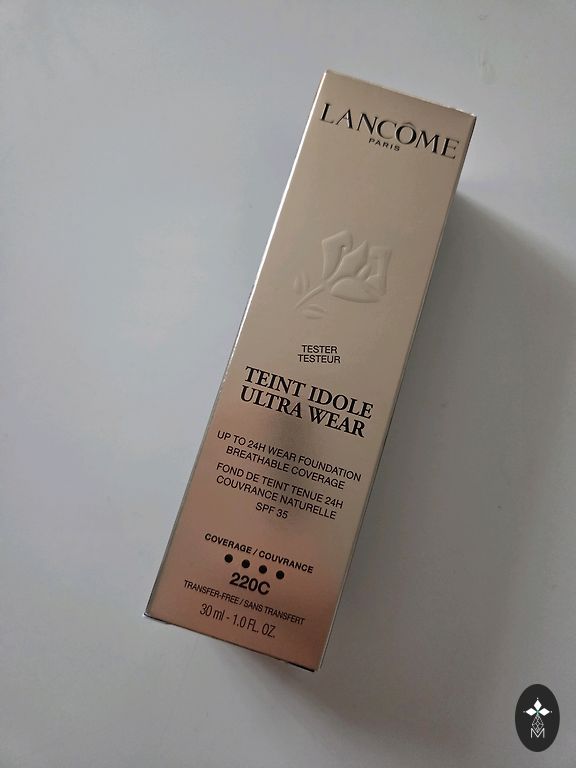 LANCÔME
PARIS
TESTER
TESTEUR
TEINT IDOLE
ULTRA WEAR
UP TO 24H WEAR FOUNDATION
BREATHABLE COVERAGE
FOND DE TEINT TENUE 24H
COUVRANCE NATURELLE
SPF 35
COVERAGE / COUVRANCE
220C
TRANSFER-FREE / SANS TRANSFERT
30 ml - 1.0 FL. OZ.
M